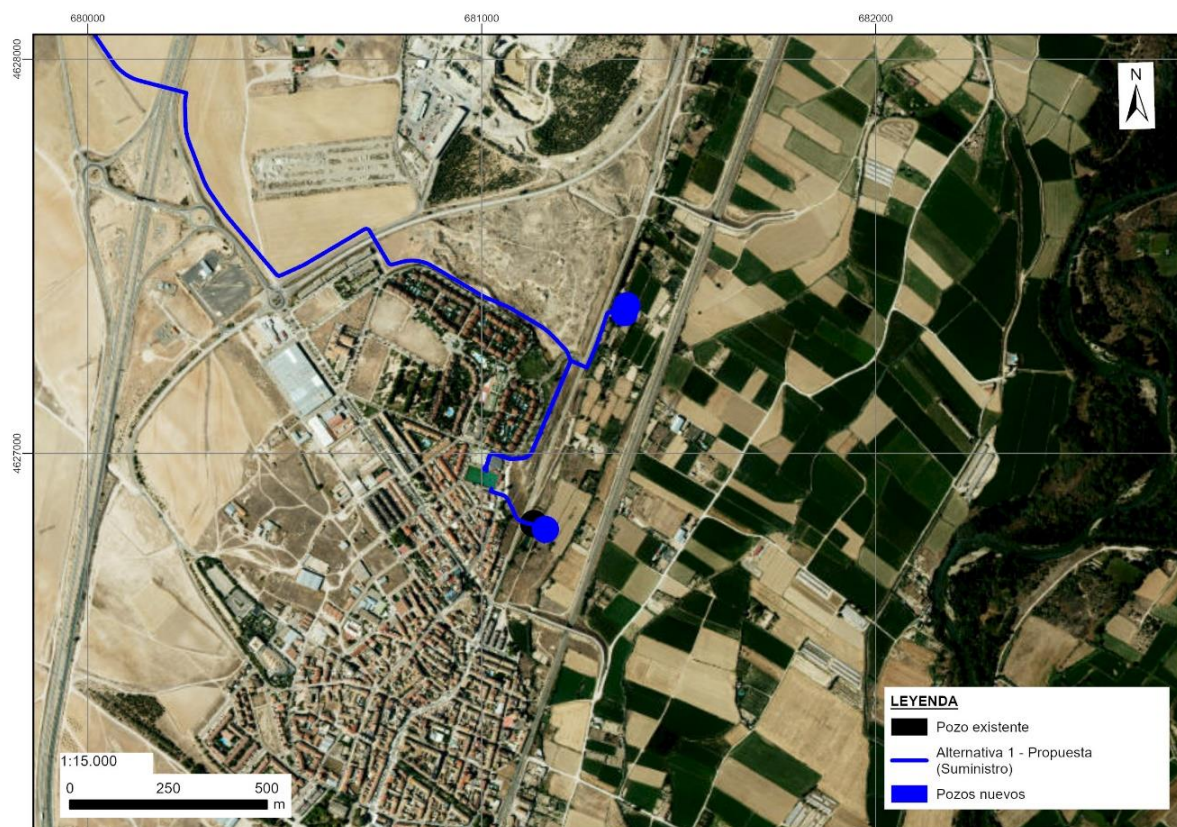 680000
681000
682000
4628000
N
4627000
LEYENDA
Pozo existente
Alternativa 1 - Propuesta
(Suministro)
Pozos nuevos
1:15.000
0
250
500
m